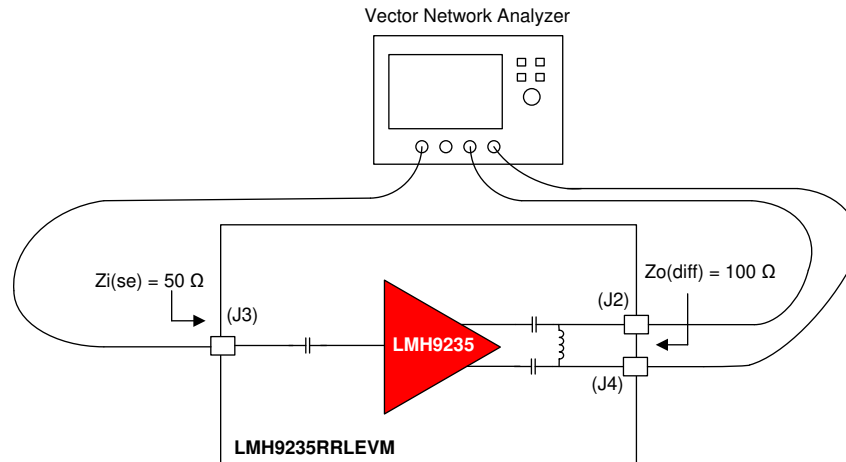 Vector Network Analyzer
Zi(se) = 50 Ω
Zo(diff) = 100 Ω
(J3)
(J2)
LMH9235
(J4)
LMH9235RRLEVM